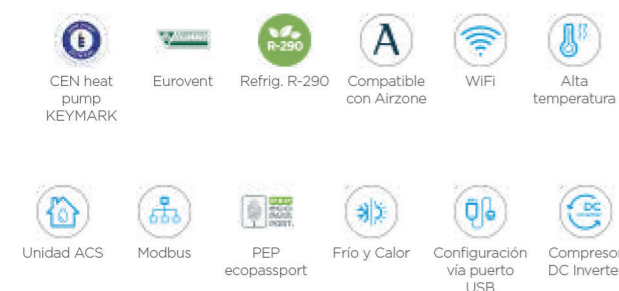 R-290
A
CEN heat
pump
KEYMARK
Eurovent
Refrig. R-290
Compatible
con Airzone
WiFi
Alta
temperatura
DC
Unidad ACS
Modbus
PEP
ecopassport
Frío y Calor
Configuración
vía puerto
USB
Compresor
DC Inverte